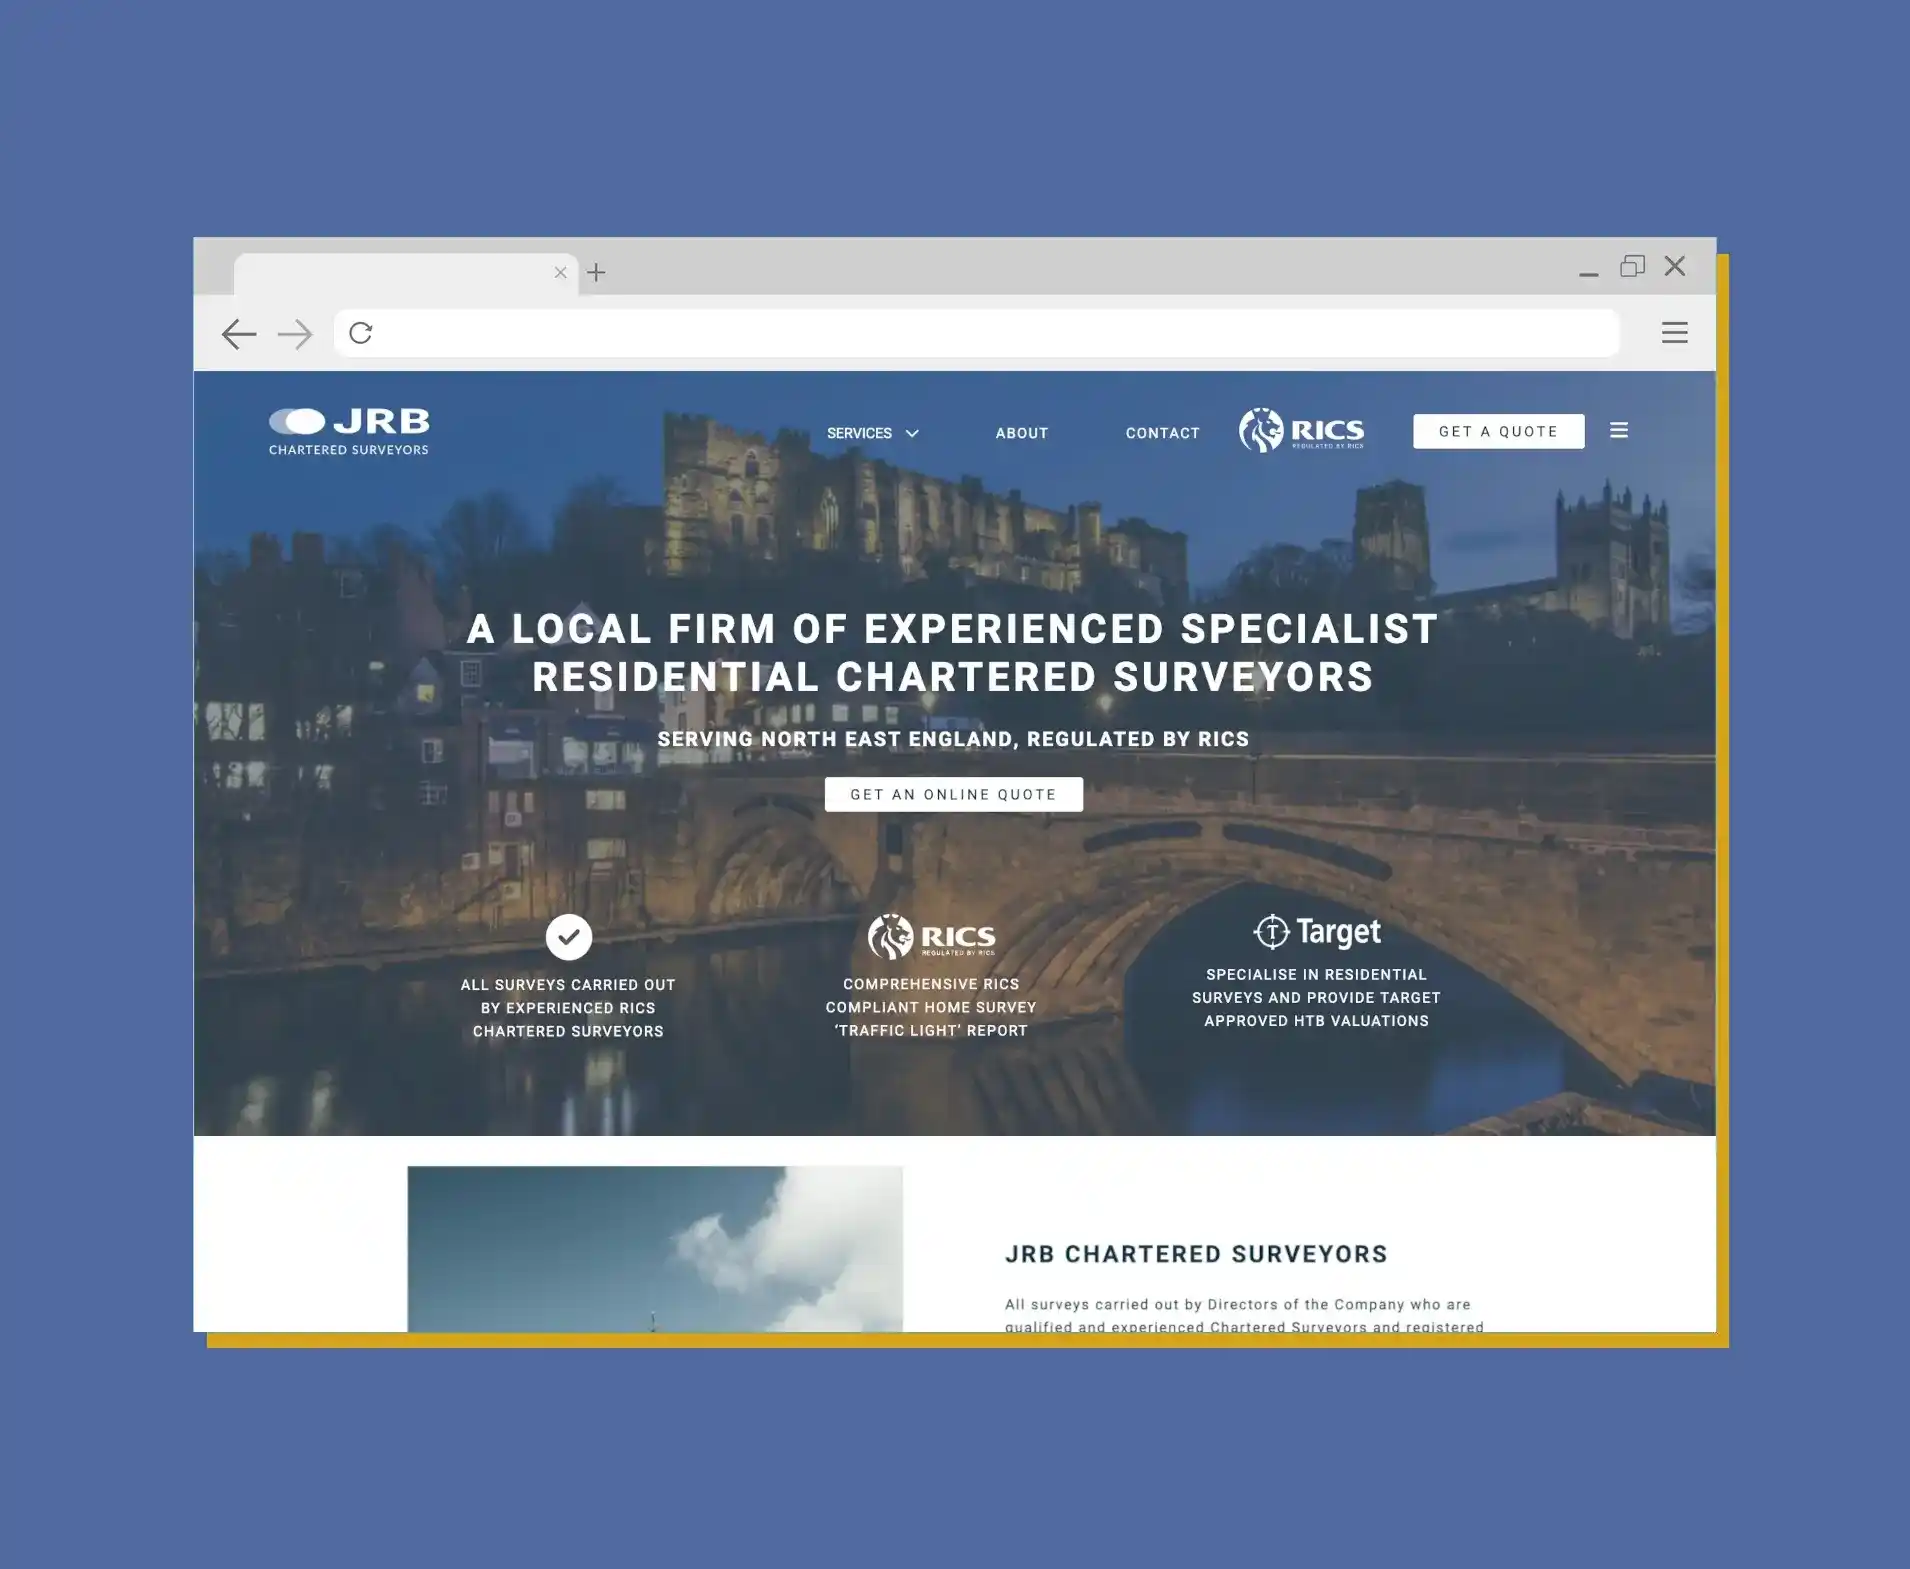 JRB
CHARTERED SURVEYORS
SERVICES
ABOUT
CONTACT
RICS
REGULATED BY RICS
GET A QUOTE
A LOCAL FIRM OF EXPERIENCED SPECIALIST
RESIDENTIAL CHARTERED SURVEYORS
SERVING NORTH EAST ENGLAND, REGULATED BY RICS
GET AN ONLINE QUOTE
ALL SURVEYS CARRIED OUT
BY EXPERIENCED RICS
CHARTERED SURVEYORS
RICS
REGULATED BY RICS
COMPREHENSIVE RICS
COMPLIANT HOME SURVEY
‘TRAFFIC LIGHT’ REPORT
T Target
SPECIALISE IN RESIDENTIAL
SURVEYS AND PROVIDE TARGET
APPROVED HTB VALUATIONS
JRB CHARTERED SURVEYORS
All surveys carried out by Directors of the Company who are
qualified and experienced Chartered Surveyors and registered